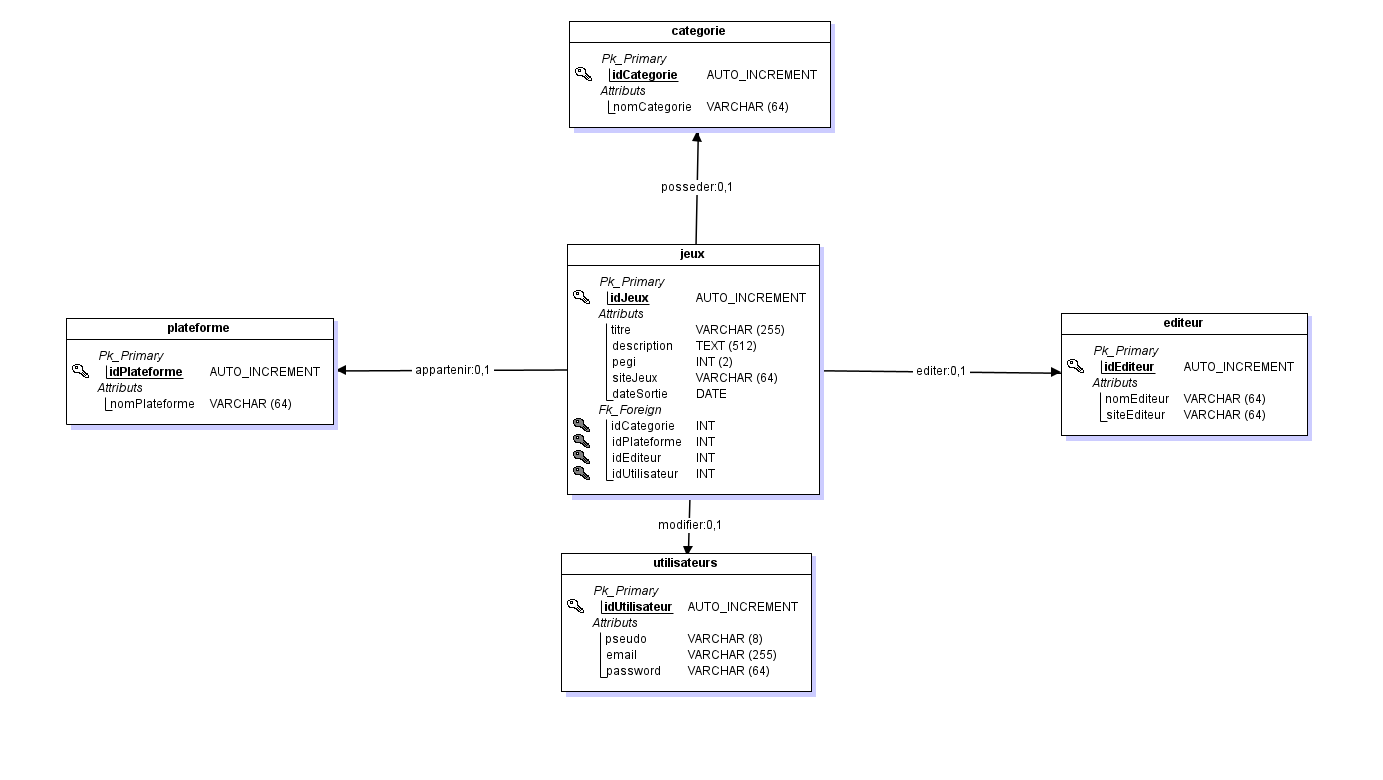 categorie
Pk_Primary
idCategorie AUTO_INCREMENT
Attributs
nomCategorie VARCHAR (64)
posseder:0,1
jeux
Pk_Primary
idJeux AUTO_INCREMENT
Attributs
titre VARCHAR (255)
description TEXT (512)
pegi INT (2)
siteJeux VARCHAR (64)
dateSortie DATE
Fk_Foreign
idCategorie INT
idPlateforme INT
idEditeur INT
idUtilisateur INT
plateforme
Pk_Primary
idPlateforme AUTO_INCREMENT
Attributs
nomPlateforme VARCHAR (64)
appartenir:0,1
editer:0,1
editeur
Pk_Primary
idEditeur AUTO_INCREMENT
Attributs
nomEditeur VARCHAR (64)
siteEditeur VARCHAR (64)
modifier:0,1
utilisateurs
Pk_Primary
idUtilisateur AUTO_INCREMENT
Attributs
pseudo VARCHAR (8)
email VARCHAR (255)
password VARCHAR (64)